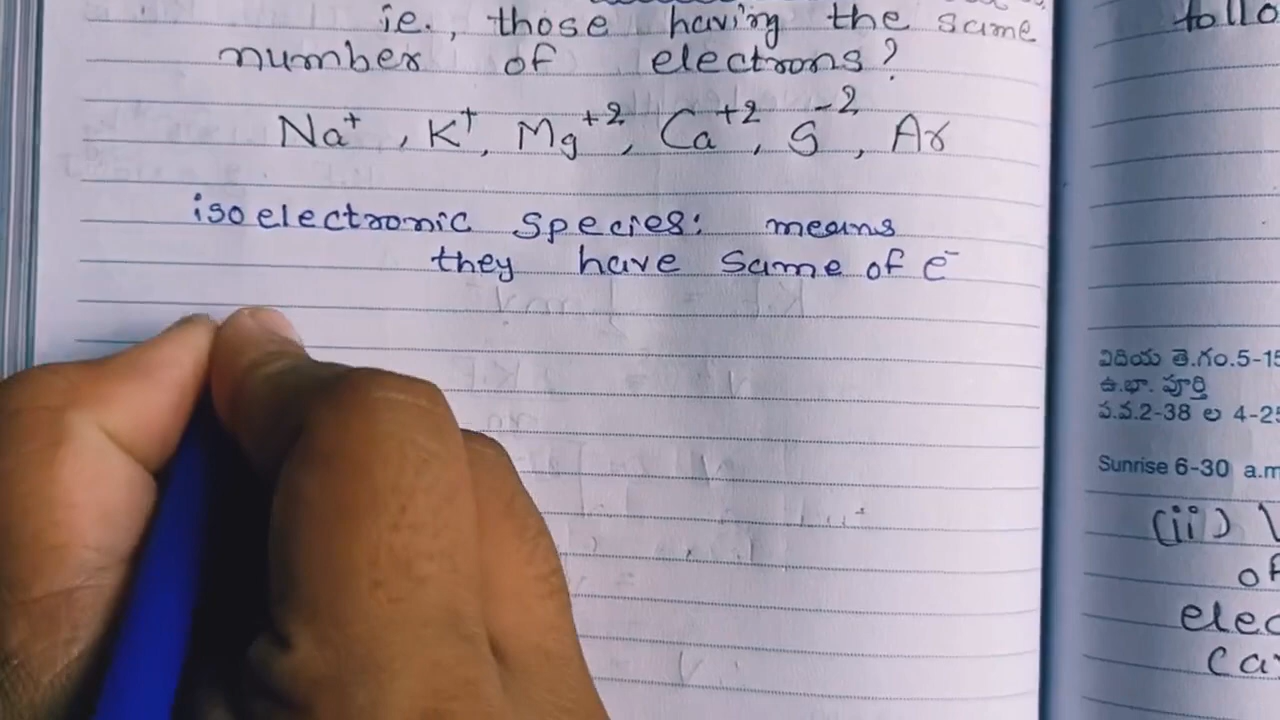 i.e., those having the same
number of electrons?
Na⁺, K⁺, Mg⁺², Ca⁺², S⁻², Ar
isoelectronic species: means
they have same of e⁻
follo
విదియ తె.గం.5-15
ఉ.భా. పూర్తి
ప.వ.2-38 ల 4-25
Sunrise 6-30 a.m
(ii)
of
elec
ca